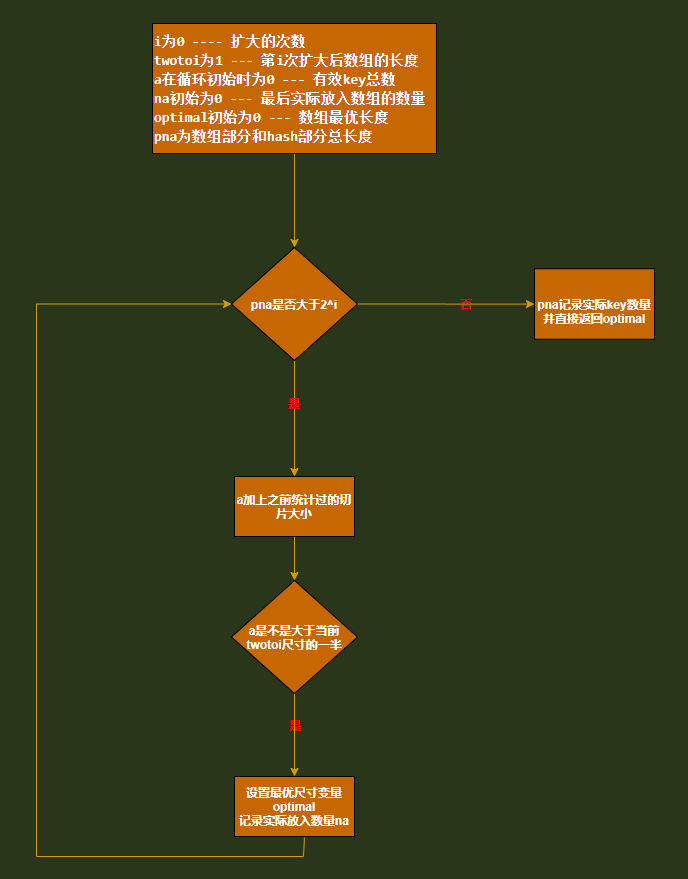 i为0 ---- 扩大的次数
twotoi为1 --- 第i次扩大后数组的长度
a在循环初始时为0 --- 有效key总数
na初始为0 --- 最后实际放入数组的数量
optimal初始为0 --- 数组最优长度
pna为数组部分和hash部分总长度
pna是否大于2^i
否
pna记录实际key数量
并直接返回optimal
是
a加上之前统计过的切
片大小
a是不是大于当前
twotoi尺寸的一半
是
设置最优尺寸变量
optimal
记录实际放入数量na